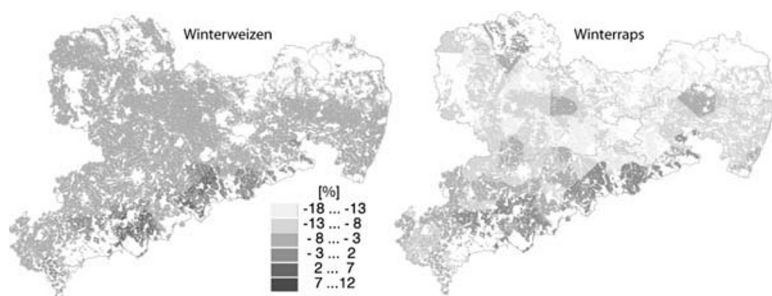 Winterweizen
Winterraps
[%]
-18 ... -13
-13 ... - 8
- 8 ... - 3
- 3 ... 2
2 ... 7
7 ...12